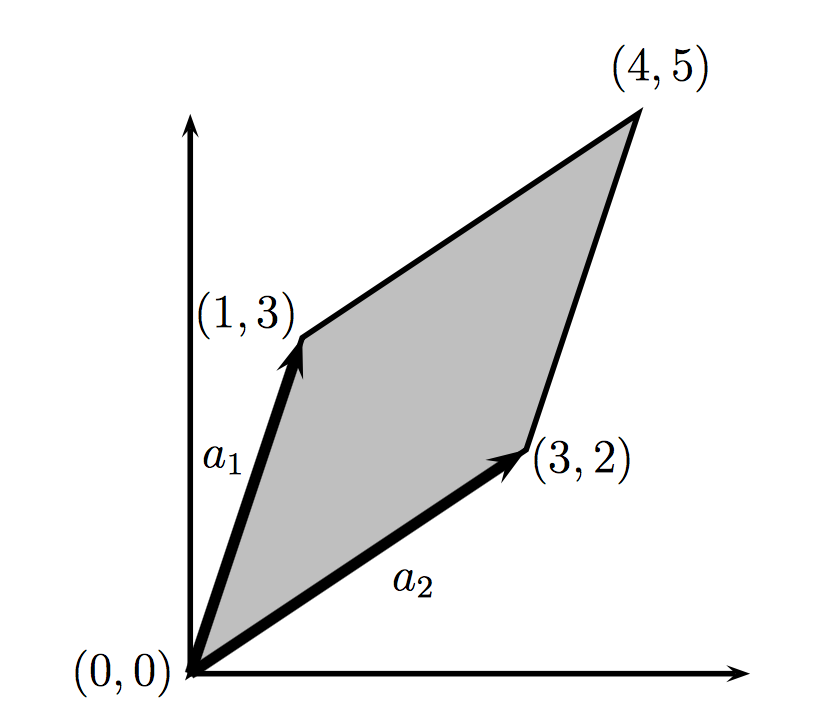 (4, 5)
(1, 3)
a₁
(3, 2)
a₂
(0, 0)